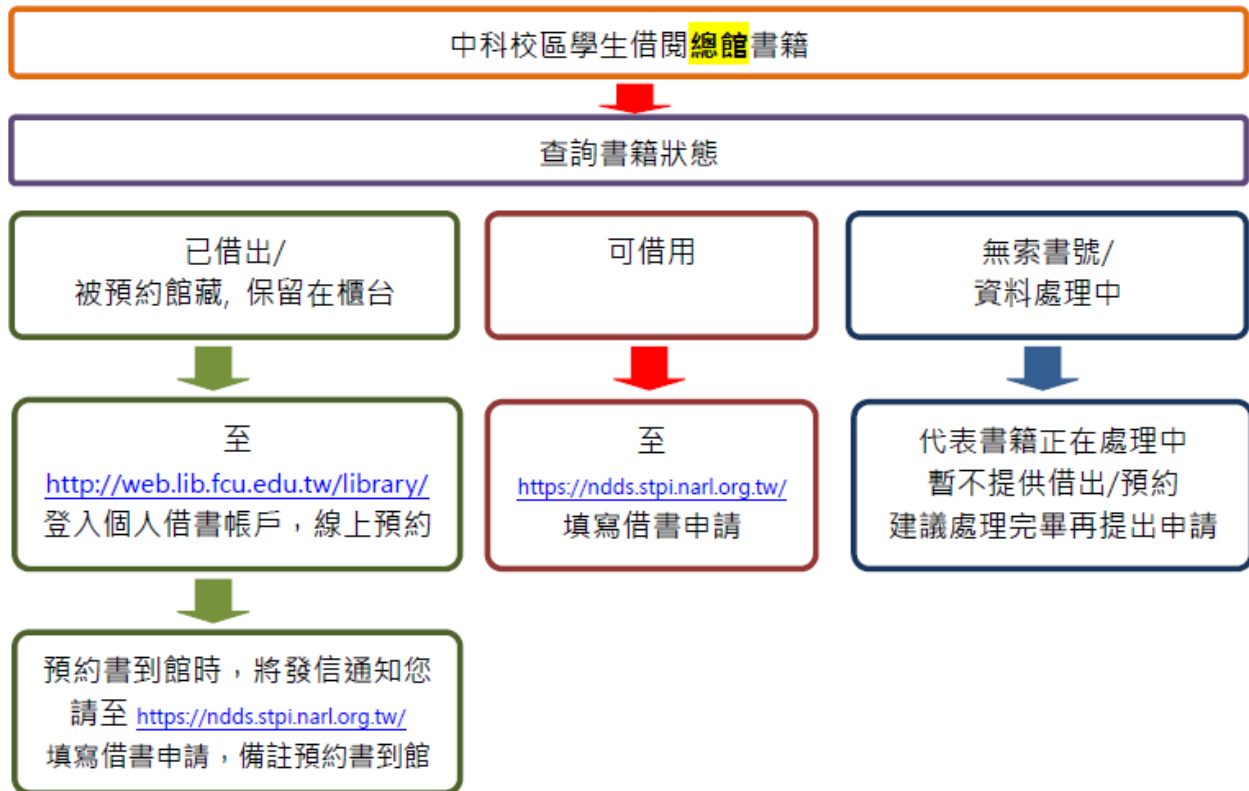 中科校區學生借閱總館書籍
查詢書籍狀態
已借出/
被預約館藏, 保留在櫃台
至
http://web.lib.fcu.edu.tw/library/
登入個人借書帳戶，線上預約
預約書到館時，將發信通知您
請至 https://ndds.stpi.narl.org.tw/
填寫借書申請，備註預約書到館
可借用
至
https://ndds.stpi.narl.org.tw/
填寫借書申請
無索書號/
資料處理中
代表書籍正在處理中
暫不提供借出/預約
建議處理完畢再提出申請